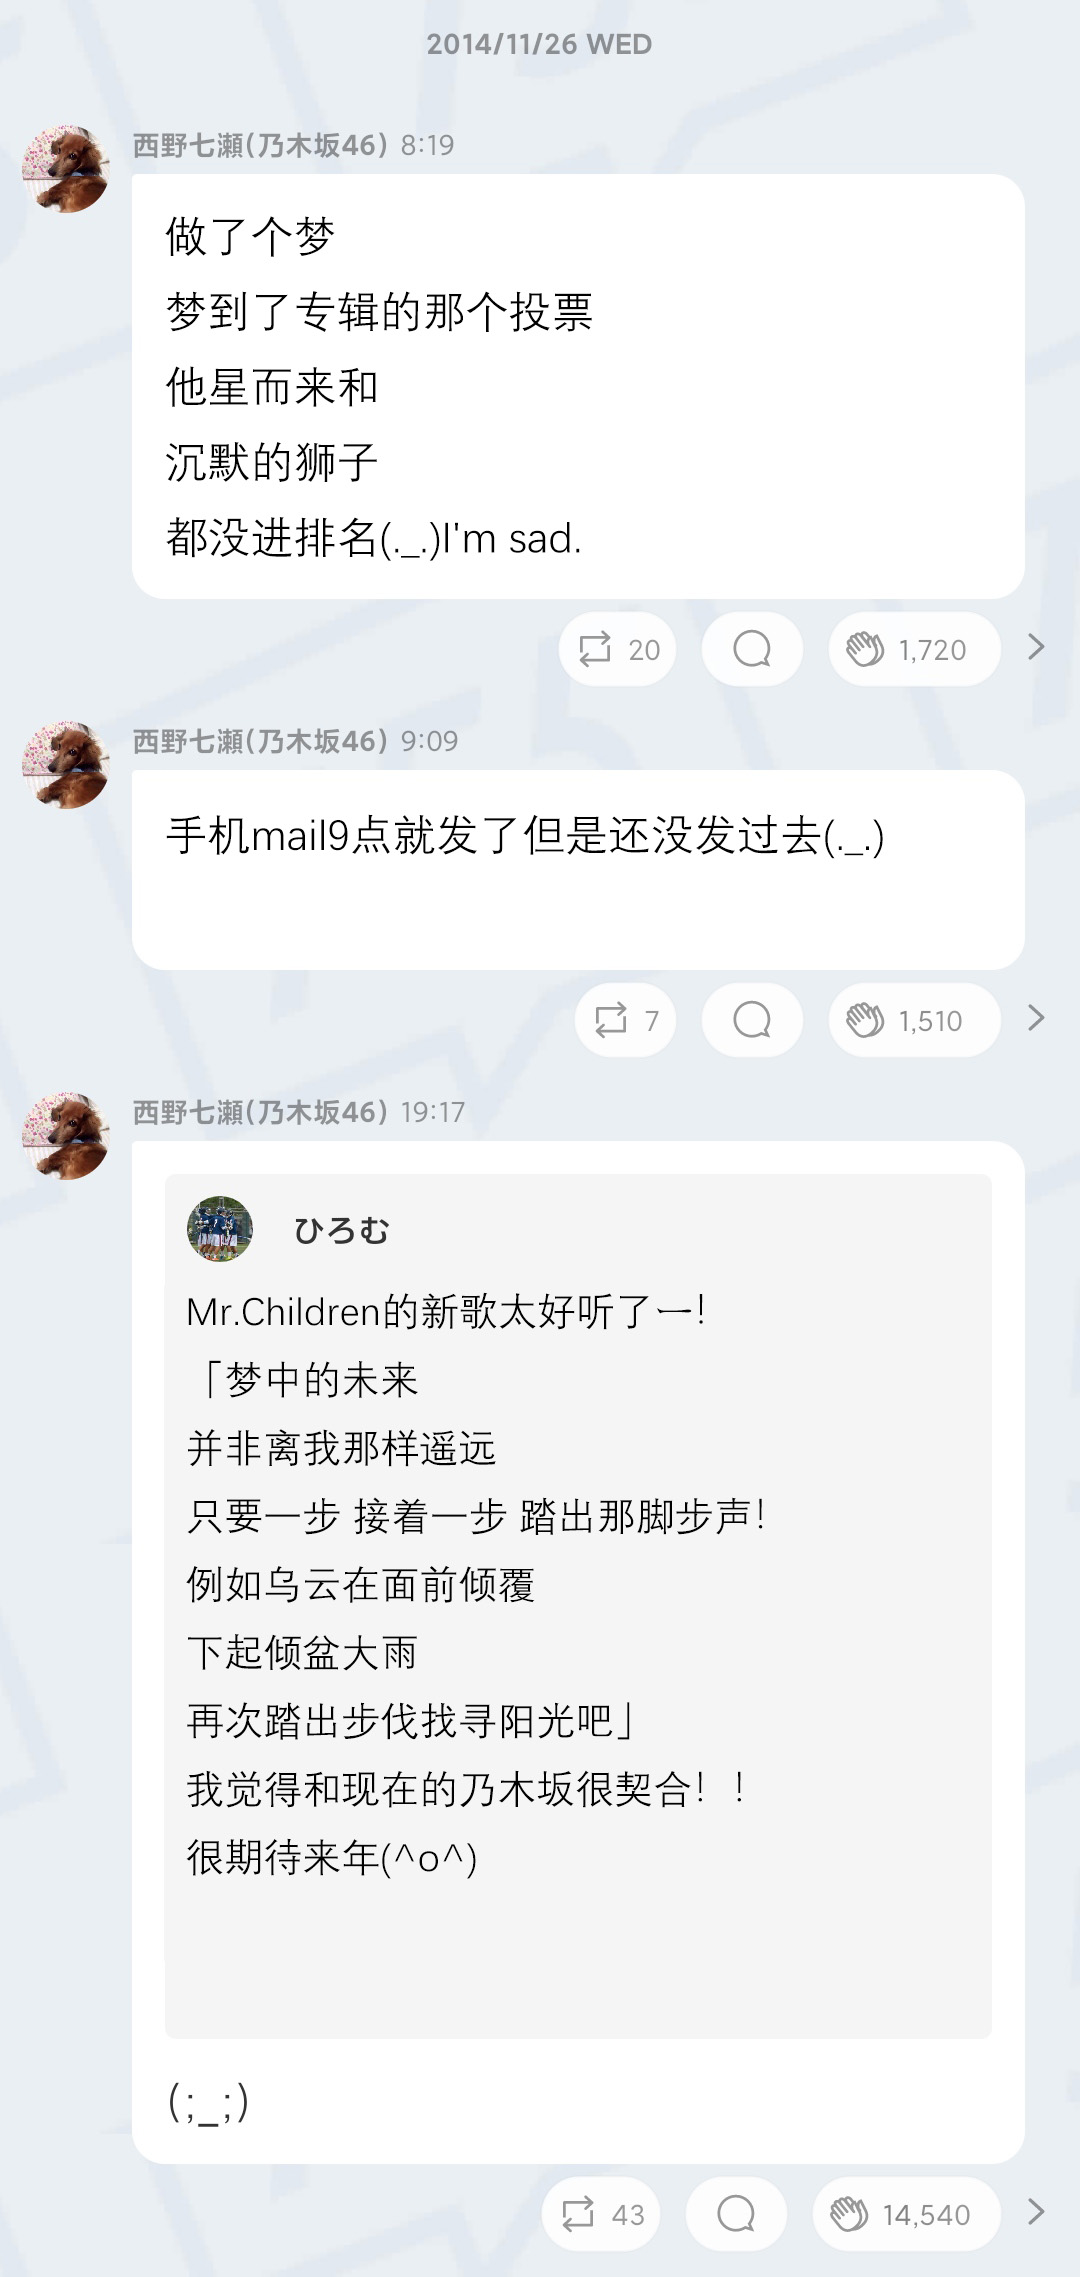 2014/11/26 WED
西野七瀬(乃木坂46) 8:19
做了个梦
梦到了专辑的那个投票
他星而来和
沉默的狮子
都没进排名(._.)I'm sad.
20
1,720
西野七瀬(乃木坂46) 9:09
手机mail9点就发了但是还没发过去(._.)
7
1,510
西野七瀬(乃木坂46) 19:17
ひろむ
Mr.Children的新歌太好听了ー!
「梦中的未来
并非离我那样遥远
只要一步 接着一步 踏出那脚步声!
例如乌云在面前倾覆
下起倾盆大雨
再次踏出步伐找寻阳光吧」
我觉得和现在的乃木坂很契合！！
很期待来年(^o^)
(;_;)
43
14,540